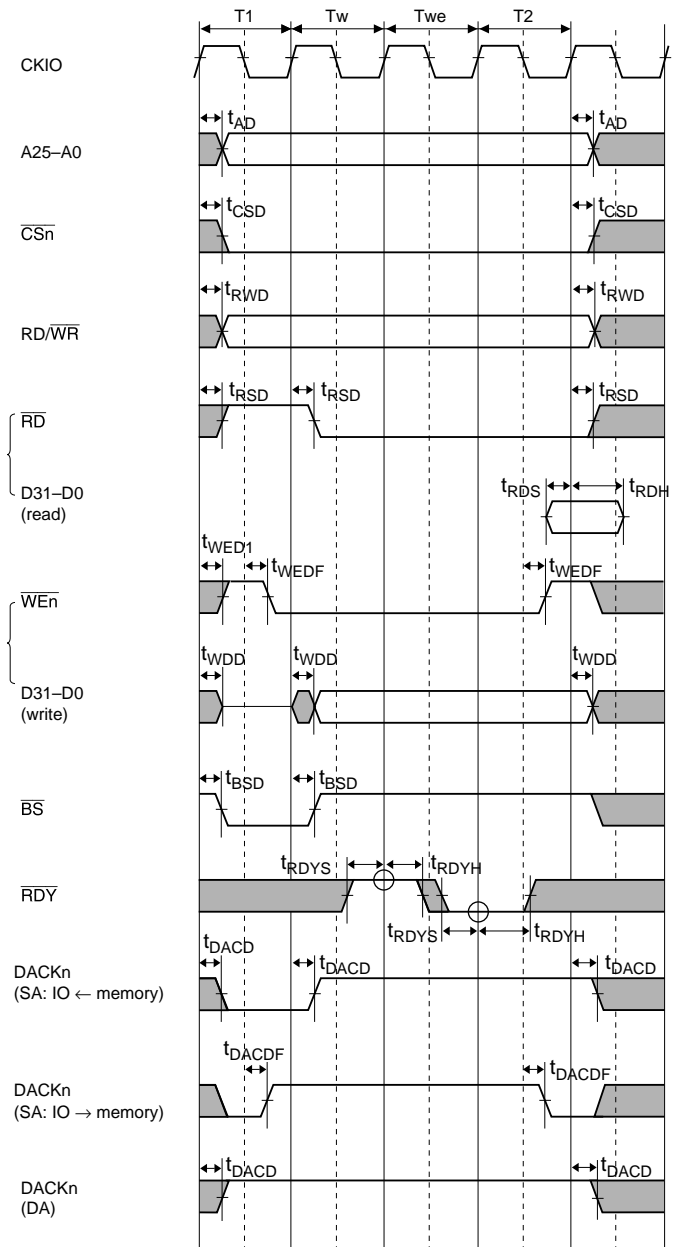 T1 Tw Twe T2
CKIO
tAD tAD
A25–A0
tCSD tCSD
CSn
tRWD tRWD
RD/WR
tRSD tRSD tRSD
RD
tRDS tRDH
D31–D0
(read)
tWED1
tWEDF tWEDF
WEn
tWDD tWDD tWDD
D31–D0
(write)
tBSD tBSD
BS
tRDYS tRDYH
RDY
tRDYS tRDYH
tDACD tDACD tDACD
DACKn
(SA: IO ← memory)
tDACDF tDACDF
DACKn
(SA: IO → memory)
tDACD tDACD
DACKn
(DA)